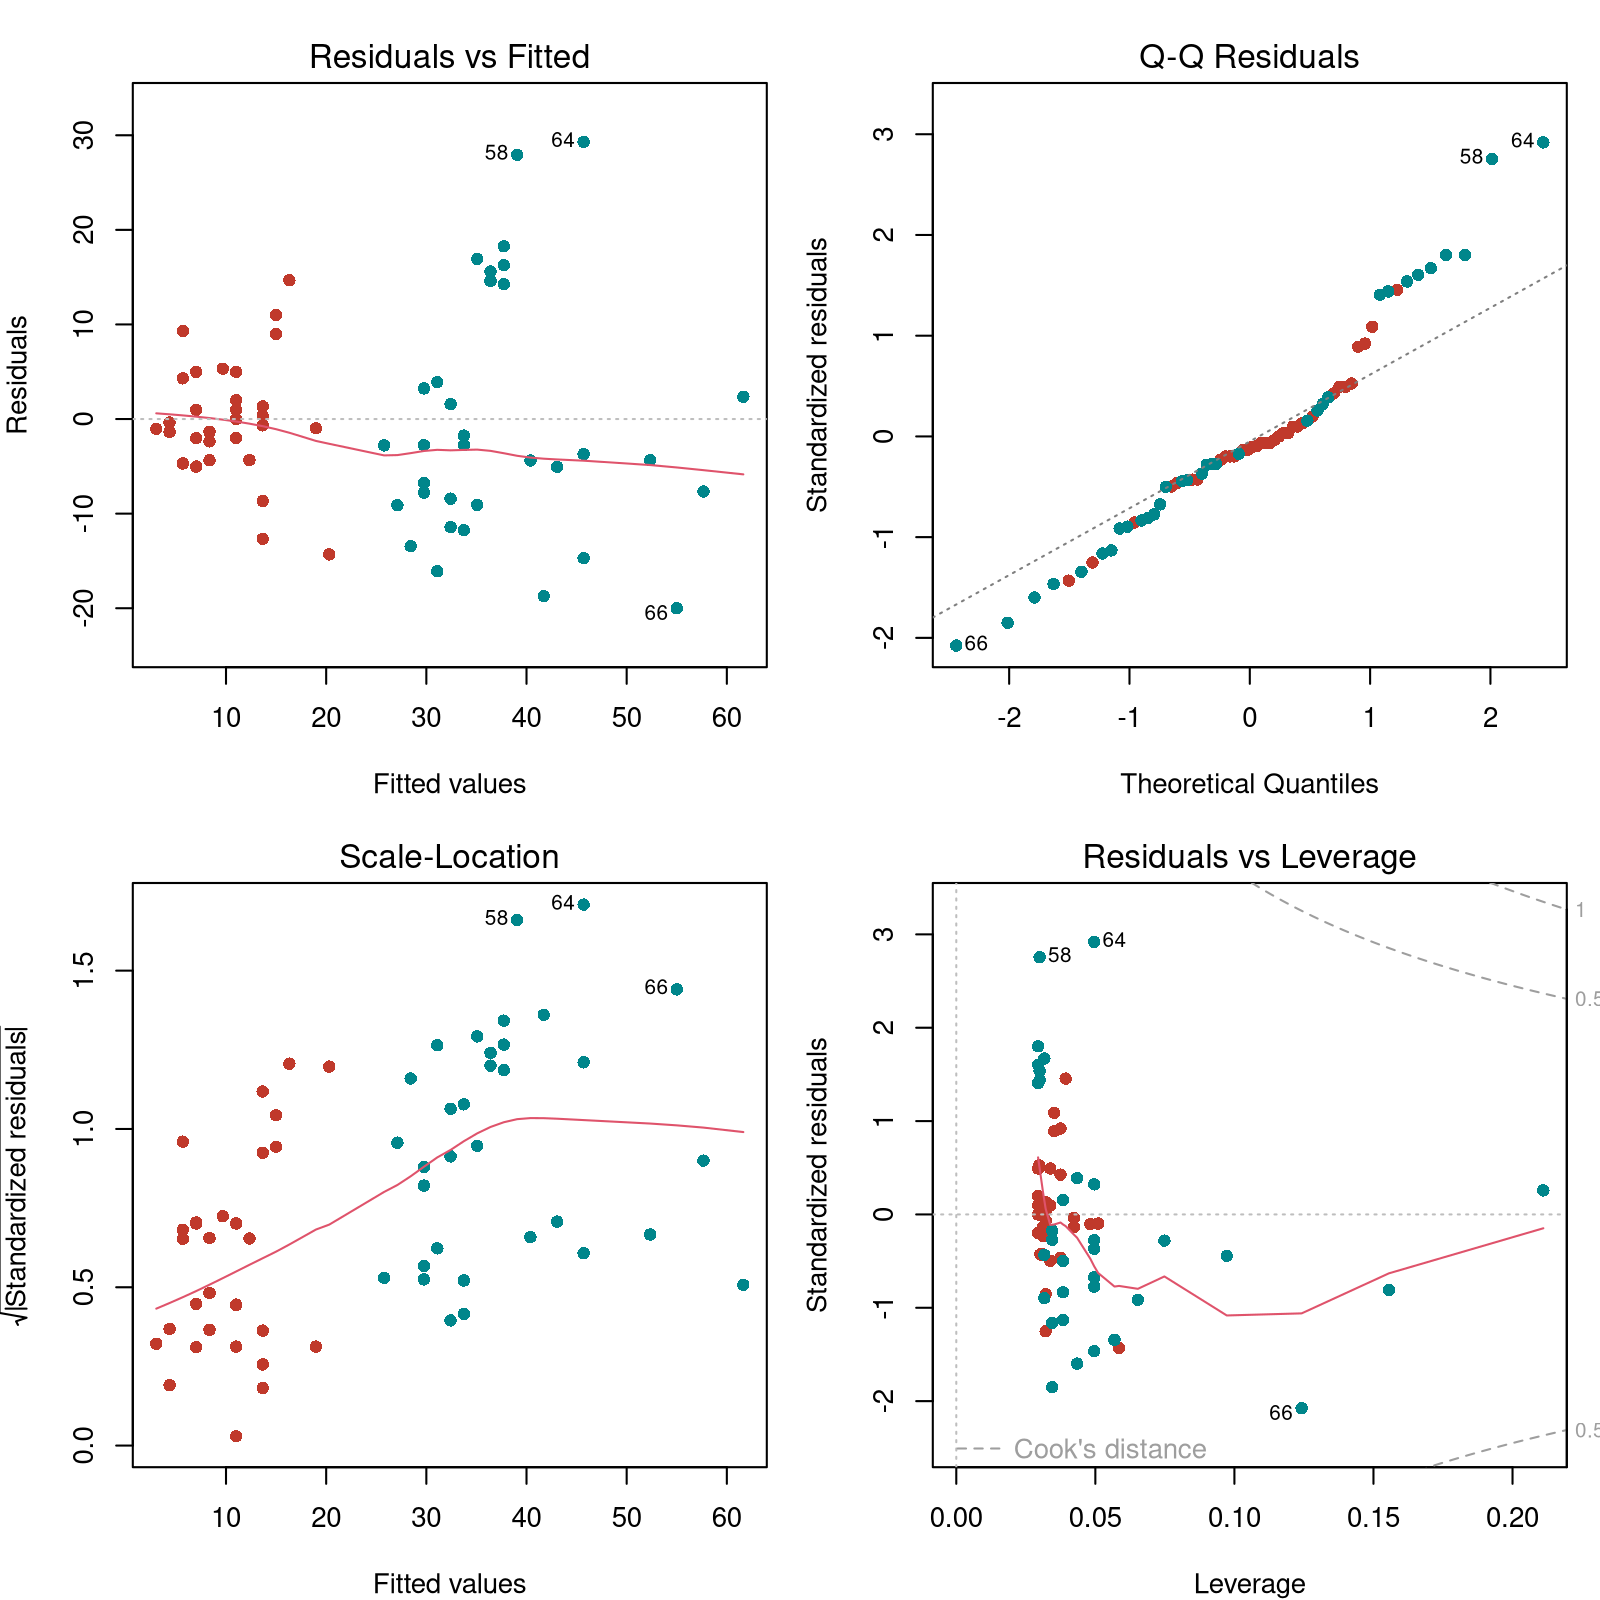 Residuals vs Fitted
30
20
10
0
-10
-20
Residuals
58
64
66
10 20 30 40 50 60
Fitted values
Q-Q Residuals
3
2
1
0
-1
-2
Standardized residuals
58
64
66
-2 -1 0 1 2
Theoretical Quantiles
Scale-Location
1.5
1.0
0.5
0.0
√|Standardized residuals|
58
64
66
10 20 30 40 50 60
Fitted values
Residuals vs Leverage
3
2
1
0
-1
-2
Standardized residuals
1
0.5
58
64
66
0.5
Cook's distance
0.00 0.05 0.10 0.15 0.20
Leverage